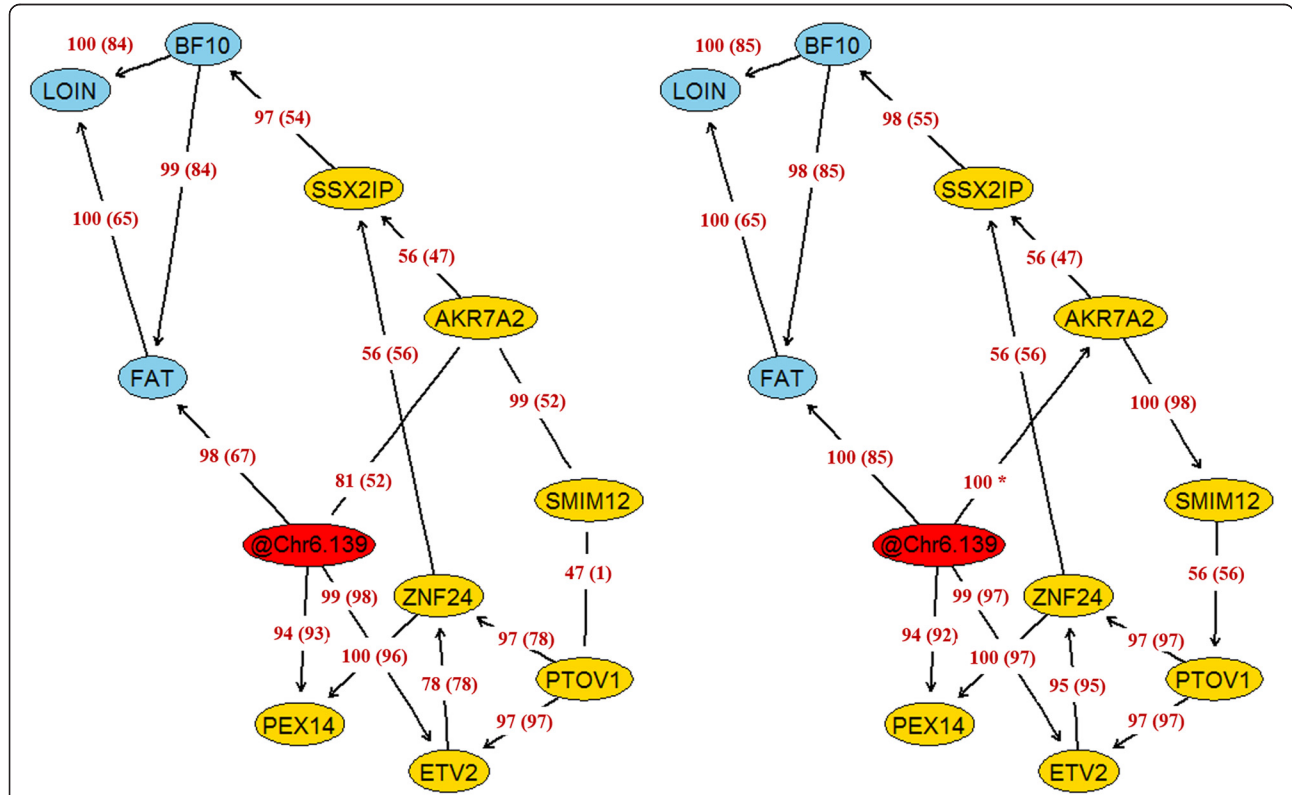 100 (84)
BF10
LOIN
97 (54)
99 (84)
SSX2IP
100 (65)
56 (47)
AKR7A2
56 (56)
FAT
99 (52)
98 (67)
81 (52)
SMIM12
@Chr6.139
47 (1)
99 (98)
ZNF24
94 (93)
97 (78)
100 (96)
78 (78)
PTOV1
PEX14
97 (97)
ETV2
100 (85)
BF10
LOIN
98 (55)
98 (85)
SSX2IP
100 (65)
56 (47)
AKR7A2
56 (56)
FAT
100 (98)
100 (85)
100 *
SMIM12
@Chr6.139
56 (56)
99 (97)
ZNF24
94 (92)
97 (97)
100 (97)
95 (95)
PTOV1
PEX14
97 (97)
ETV2